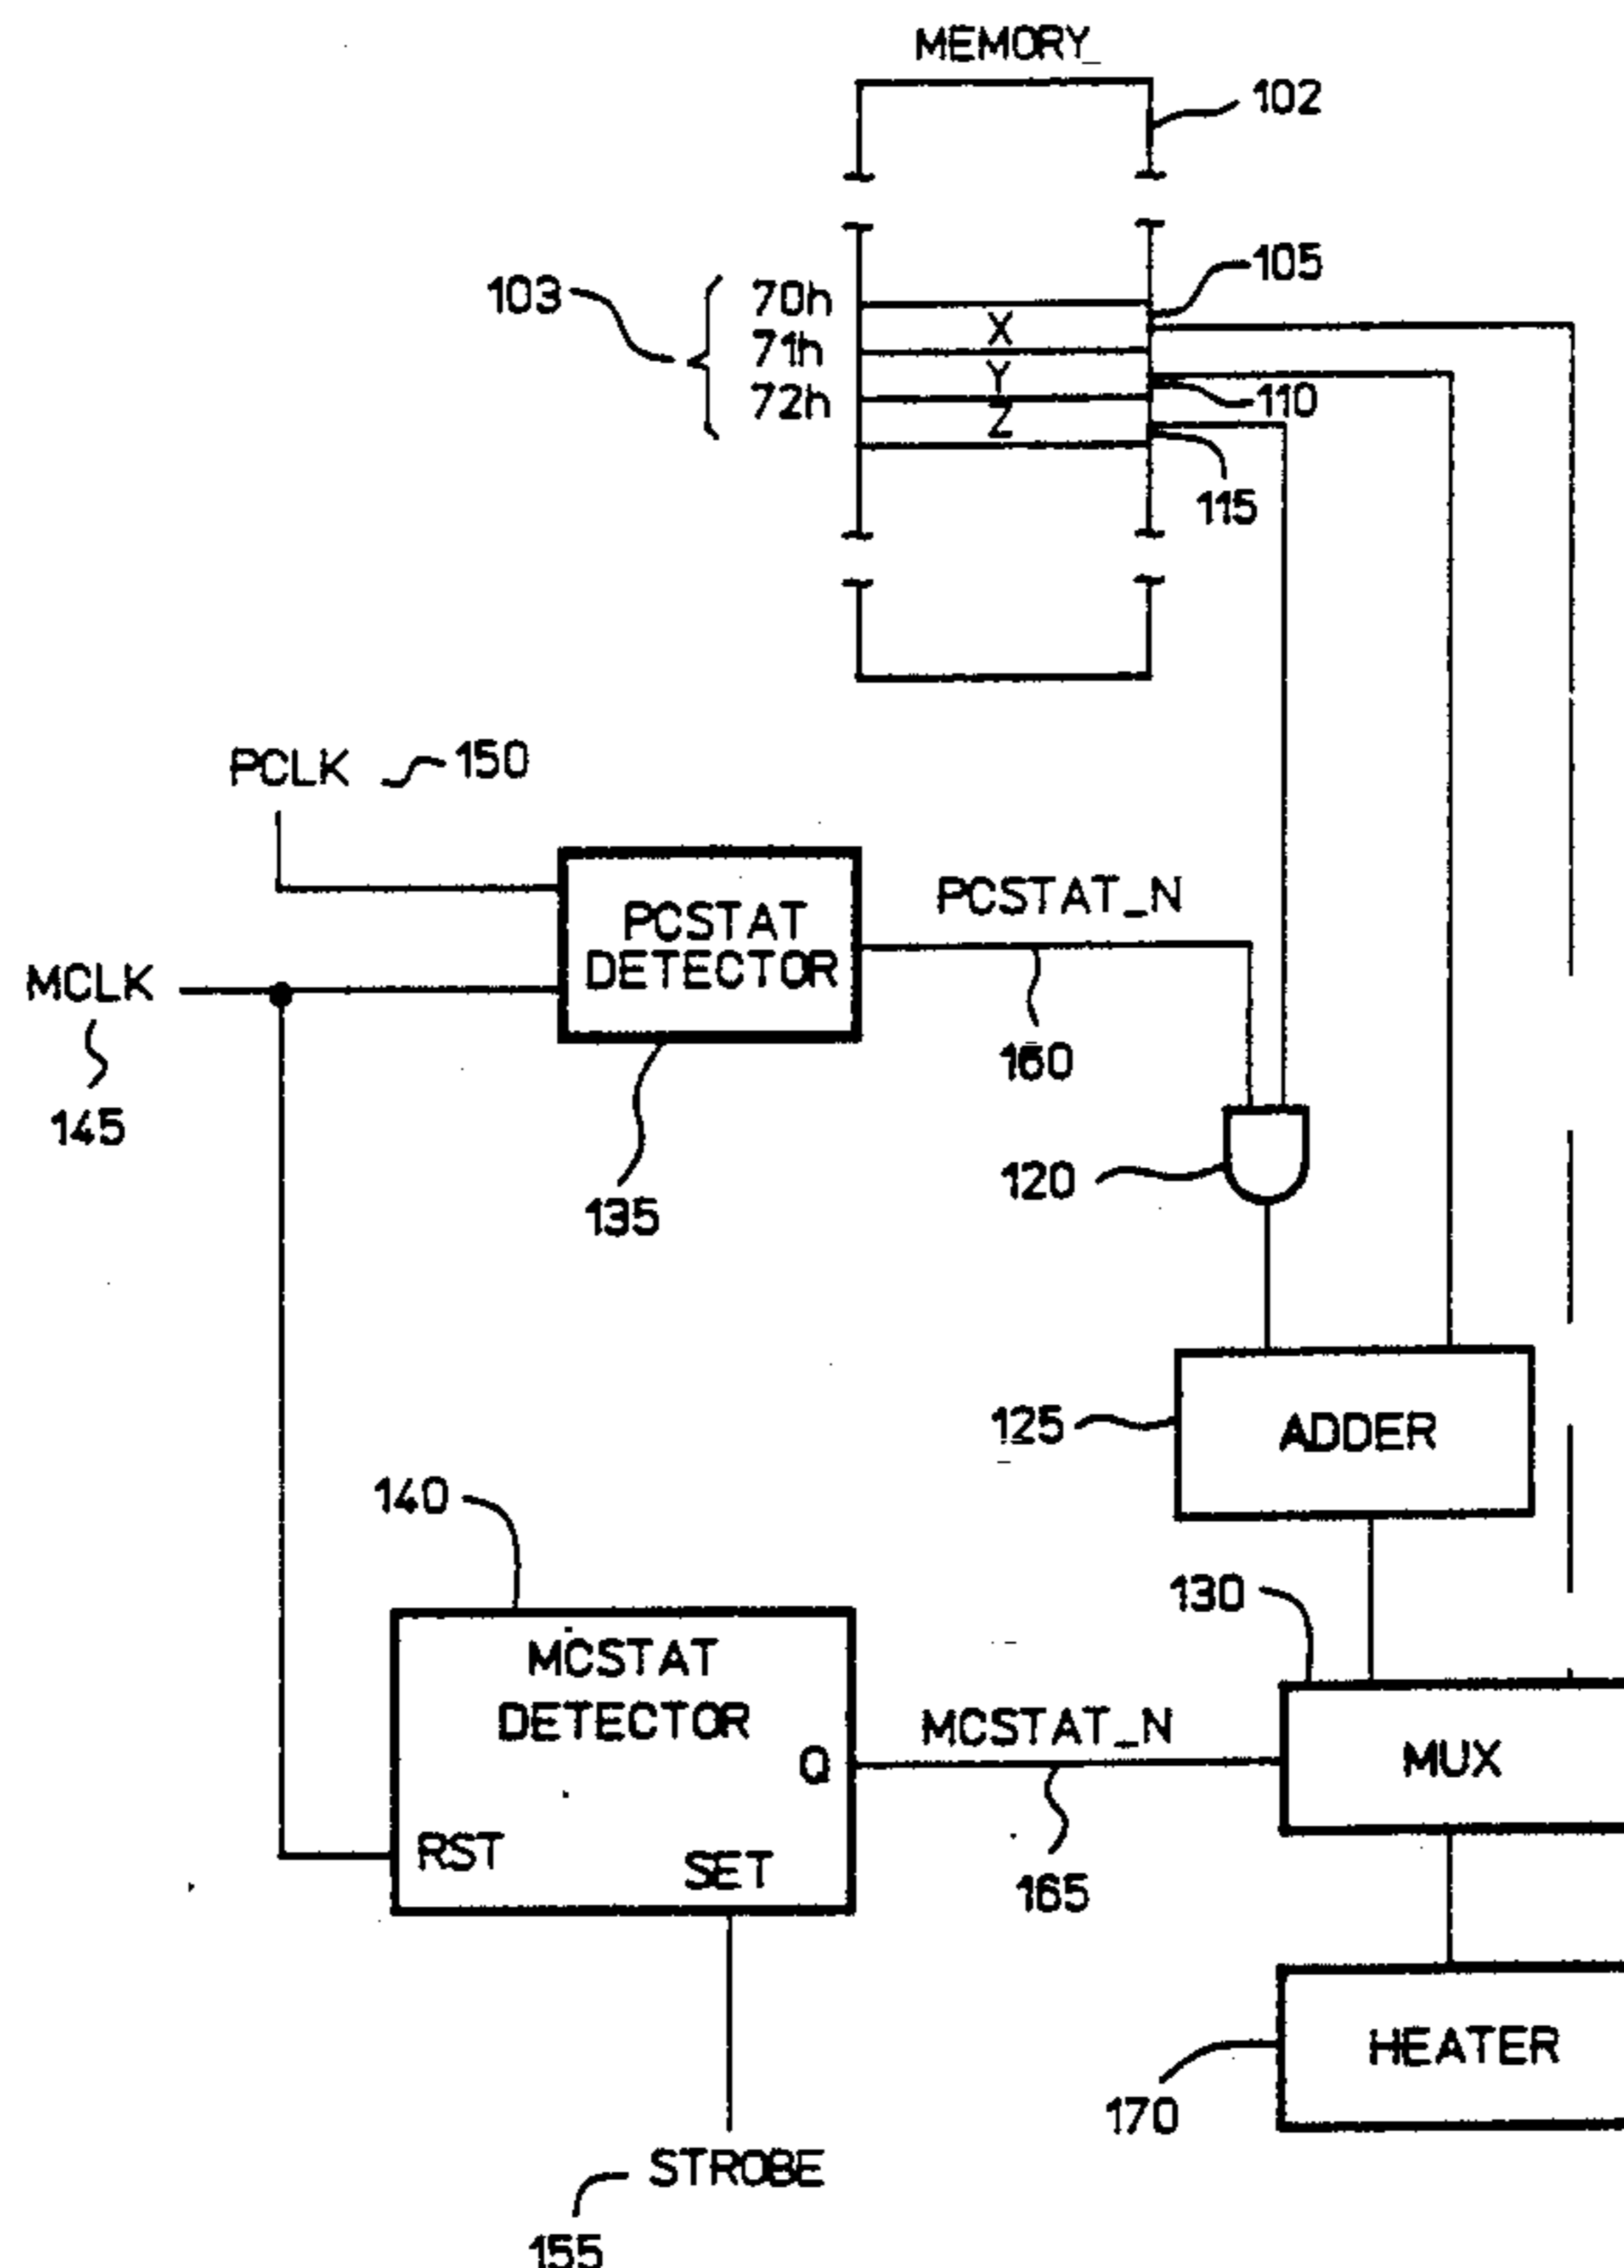 MEMORY
102
105
103
70h
X
71h
Y
110
72h
Z
115
PCLK
150
PCSTAT
DETECTOR
PCSTAT_N
MCLK
160
145
120
135
125
ADDER
140
130
MCSTAT
DETECTOR
MCSTAT_N
Q
MUX
RST
SET
165
HEATER
170
STROBE
155